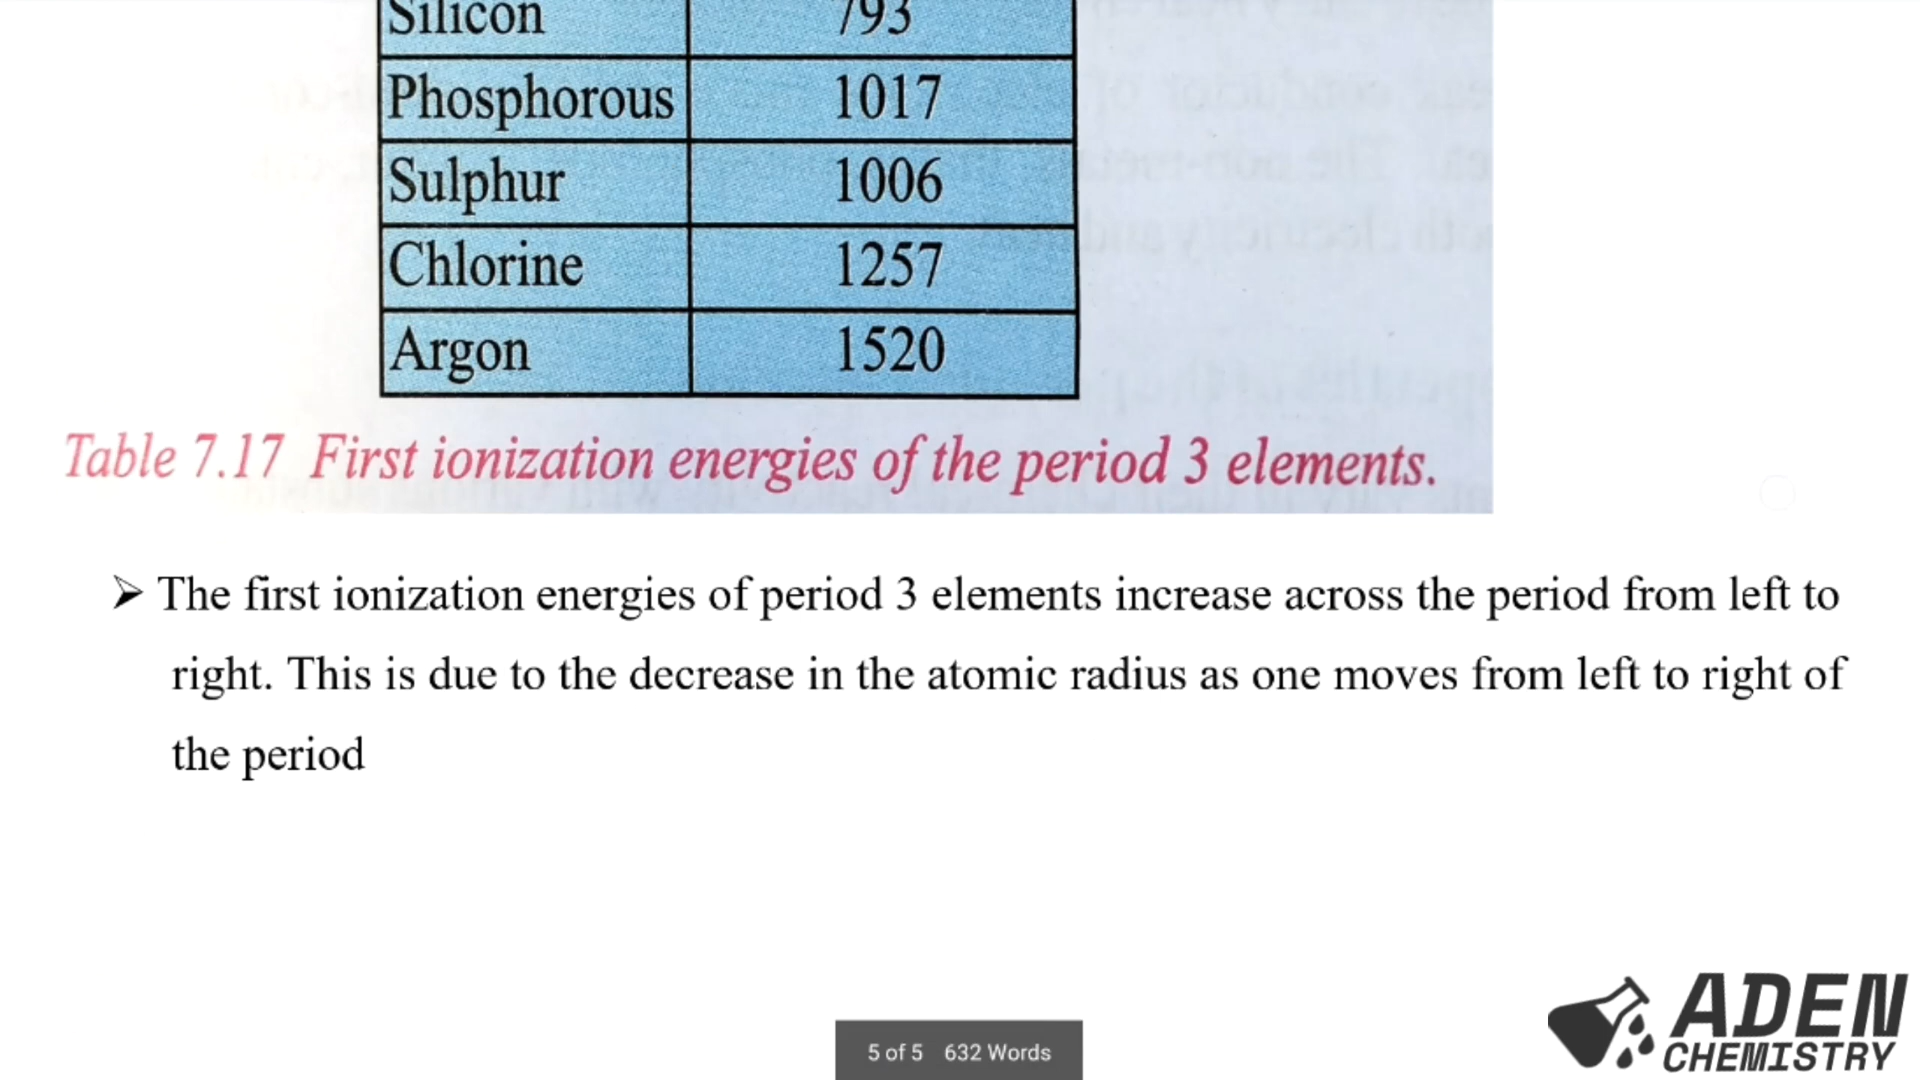 Silicon 793
Phosphorous 1017
Sulphur 1006
Chlorine 1257
Argon 1520
Table 7.17 First ionization energies of the period 3 elements.
➢ The first ionization energies of period 3 elements increase across the period from left to
right. This is due to the decrease in the atomic radius as one moves from left to right of
the period
5 of 5 632 Words
ADEN
CHEMISTRY